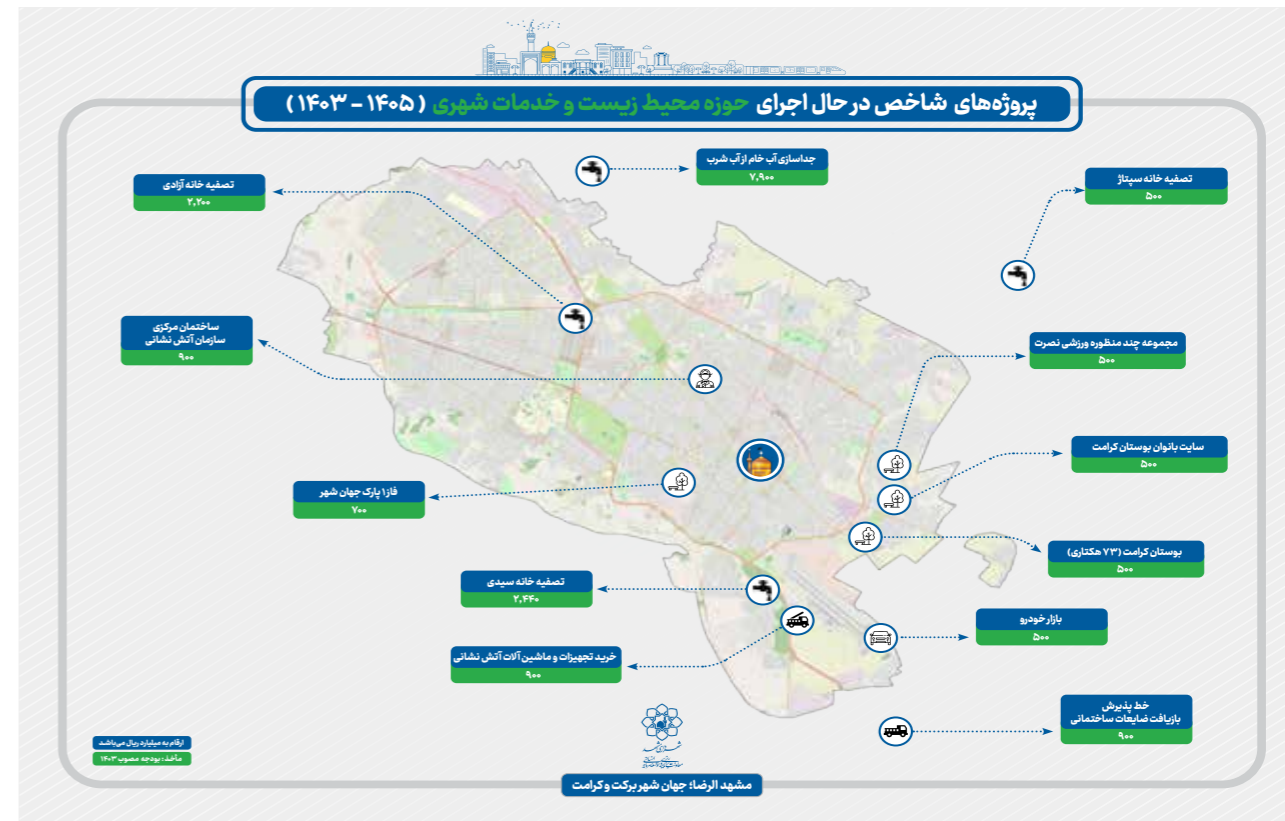 پروژه‌های شاخص در حال اجرای حوزه محیط زیست و خدمات شهری (۱۴۰۵ - ۱۴۰۳)
جداسازی آب خام از آب شرب
۷,۹۰۰
تصفیه خانه سپتاژ
۵۰۰
تصفیه خانه آزادی
۲,۲۰۰
ساختمان مرکزی
سازمان آتش نشانی
۹۰۰
مجموعه چند منظوره ورزشی نصرت
۵۰۰
سایت بانوان بوستان کرامت
۵۰۰
فاز۱ پارک جهان شهر
۷۰۰
بوستان کرامت (۷۳ هکتاری)
۵۰۰
تصفیه خانه سیدی
۲,۴۴۰
بازار خودرو
۵۰۰
خرید تجهیزات و ماشین آلات آتش نشانی
۹۰۰
خط پذیرش
بازیافت ضایعات ساختمانی
۹۰۰
ارقام به میلیارد ریال می‌باشد
مأخذ: بودجه مصوب ۱۴۰۳
مشهد الرضا؛ جهان شهر برکت و کرامت